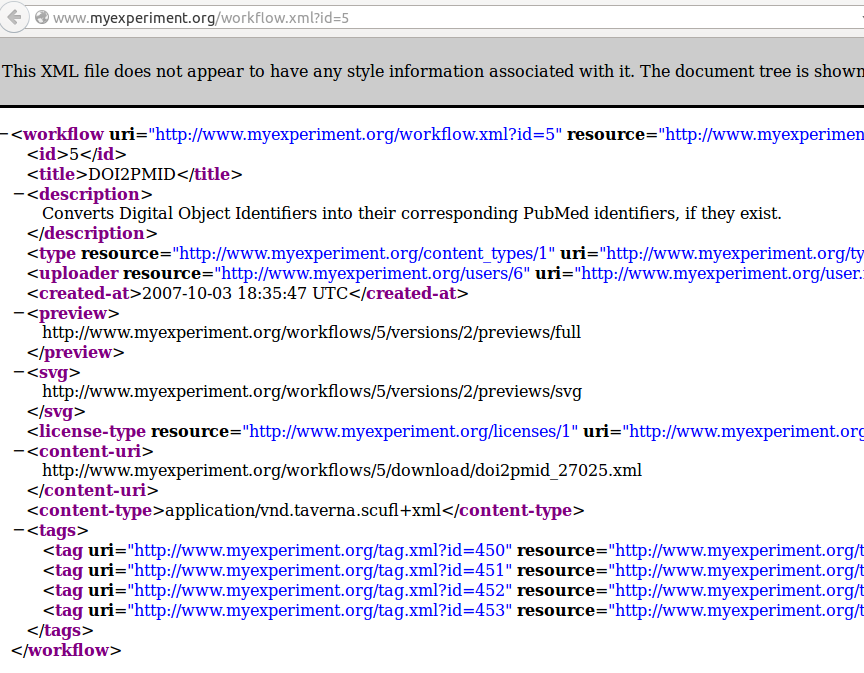 www.myexperiment.org/workflow.xml?id=5
This XML file does not appear to have any style information associated with it. The document tree is shown
−<workflow uri="http://www.myexperiment.org/workflow.xml?id=5" resource="http://www.myexperimen
<id>5</id>
<title>DOI2PMID</title>
−<description>
Converts Digital Object Identifiers into their corresponding PubMed identifiers, if they exist.
</description>
<type resource="http://www.myexperiment.org/content_types/1" uri="http://www.myexperiment.org/ty
<uploader resource="http://www.myexperiment.org/users/6" uri="http://www.myexperiment.org/user.
<created-at>2007-10-03 18:35:47 UTC</created-at>
−<preview>
http://www.myexperiment.org/workflows/5/versions/2/previews/full
</preview>
−<svg>
http://www.myexperiment.org/workflows/5/versions/2/previews/svg
</svg>
<license-type resource="http://www.myexperiment.org/licenses/1" uri="http://www.myexperiment.org
−<content-uri>
http://www.myexperiment.org/workflows/5/download/doi2pmid_27025.xml
</content-uri>
<content-type>application/vnd.taverna.scufl+xml</content-type>
−<tags>
<tag uri="http://www.myexperiment.org/tag.xml?id=450" resource="http://www.myexperiment.org/t
<tag uri="http://www.myexperiment.org/tag.xml?id=451" resource="http://www.myexperiment.org/t
<tag uri="http://www.myexperiment.org/tag.xml?id=452" resource="http://www.myexperiment.org/t
<tag uri="http://www.myexperiment.org/tag.xml?id=453" resource="http://www.myexperiment.org/t
</tags>
</workflow>